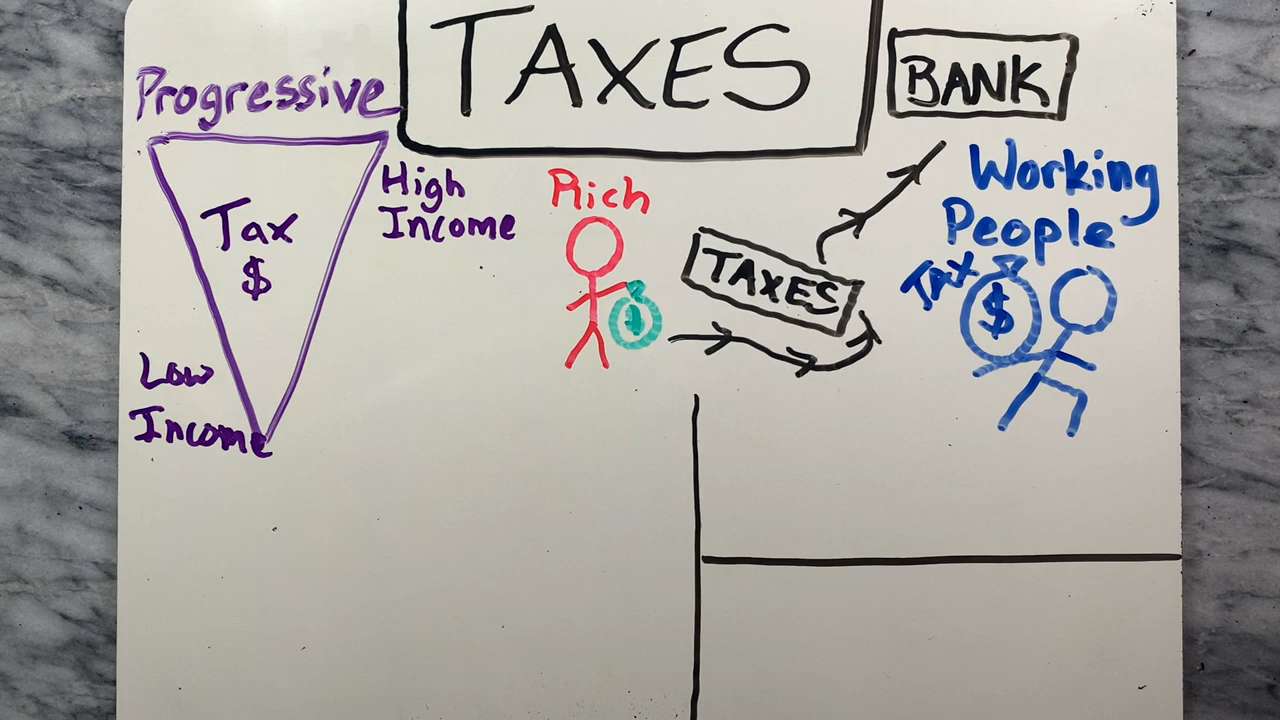 TAXES
BANK
Progressive
High
Income
Tax
$
Low
Income
Rich
$
TAXES
Working
People
TAX
$